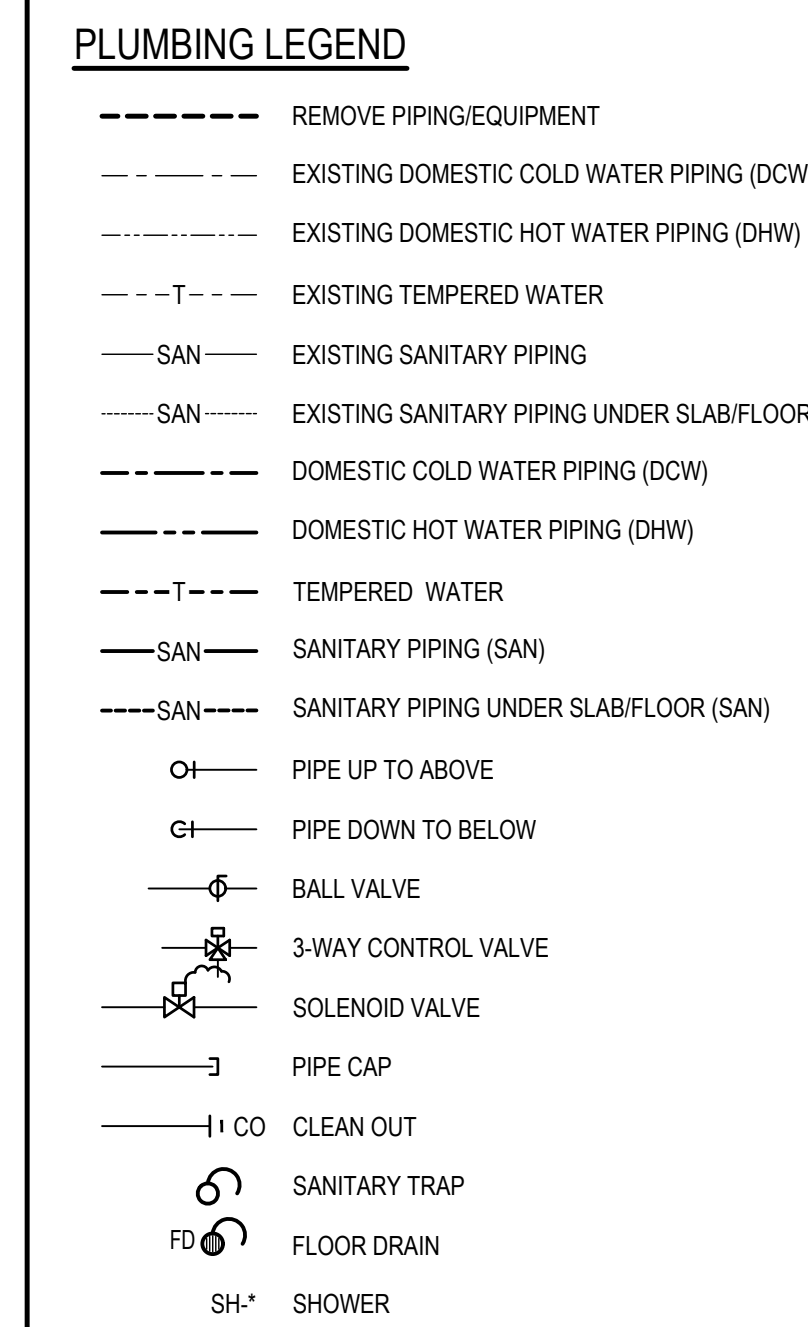 PLUMBING LEGEND
REMOVE PIPING/EQUIPMENT
EXISTING DOMESTIC COLD WATER PIPING (DCW
EXISTING DOMESTIC HOT WATER PIPING (DHW)
T EXISTING TEMPERED WATER
SAN EXISTING SANITARY PIPING
SAN EXISTING SANITARY PIPING UNDER SLAB/FLOOR
DOMESTIC COLD WATER PIPING (DCW)
DOMESTIC HOT WATER PIPING (DHW)
T TEMPERED WATER
SAN SANITARY PIPING (SAN)
SAN SANITARY PIPING UNDER SLAB/FLOOR (SAN)
PIPE UP TO ABOVE
PIPE DOWN TO BELOW
BALL VALVE
3-WAY CONTROL VALVE
SOLENOID VALVE
PIPE CAP
CO CLEAN OUT
SANITARY TRAP
FD FLOOR DRAIN
SH-* SHOWER